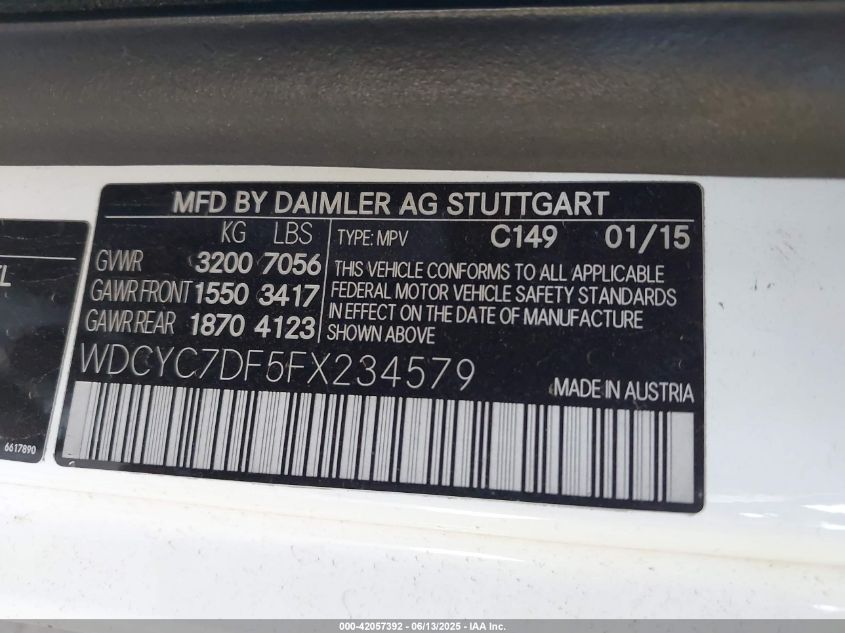 MFD BY DAIMLER AG STUTTGART
KG LBS TYPE: MPV C149 01/15
GVWR 3200 7056 THIS VEHICLE CONFORMS TO ALL APPLICABLE
GAWR FRONT 1550 3417 FEDERAL MOTOR VEHICLE SAFETY STANDARDS
GAWR REAR 1870 4123 IN EFFECT ON THE DATE OF MANUFACTURE
SHOWN ABOVE
WDCYC7DF5FX234579 MADE IN AUSTRIA
6617890
000-42057392 - 06/13/2025 - IAA Inc.